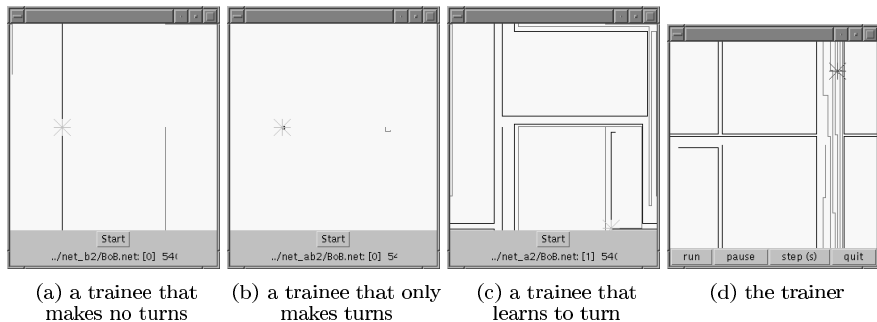 Start
../net_b2/BoB.net: [0] 54(
Start
../net_ab2/BoB.net: [0] 54
Start
../net_a2/BoB.net: [1] 54(
run pause step (s) quit
(a) a trainee that
makes no turns
(b) a trainee that only
makes turns
(c) a trainee that
learns to turn
(d) the trainer